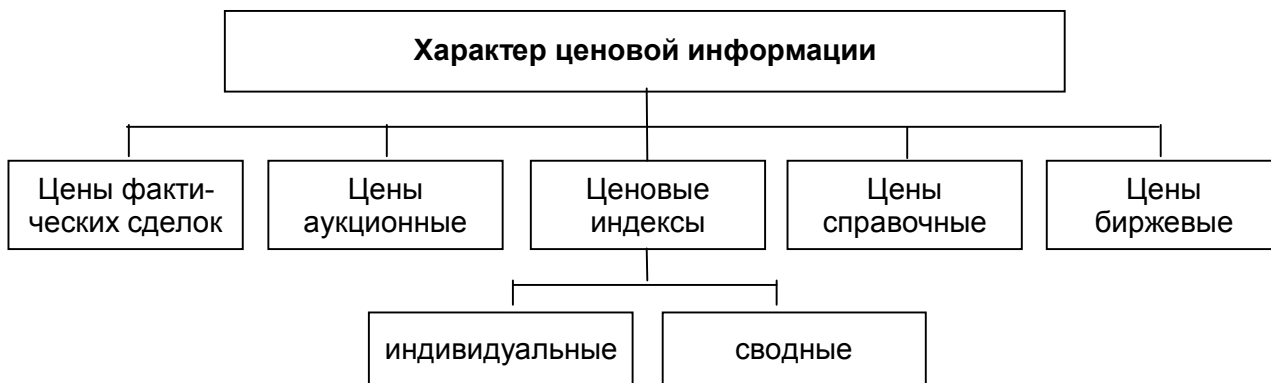 Характер ценовой информации
Цены факти-
ческих сделок
Цены
аукционные
Ценовые
индексы
Цены
справочные
Цены
биржевые
индивидуальные
сводные